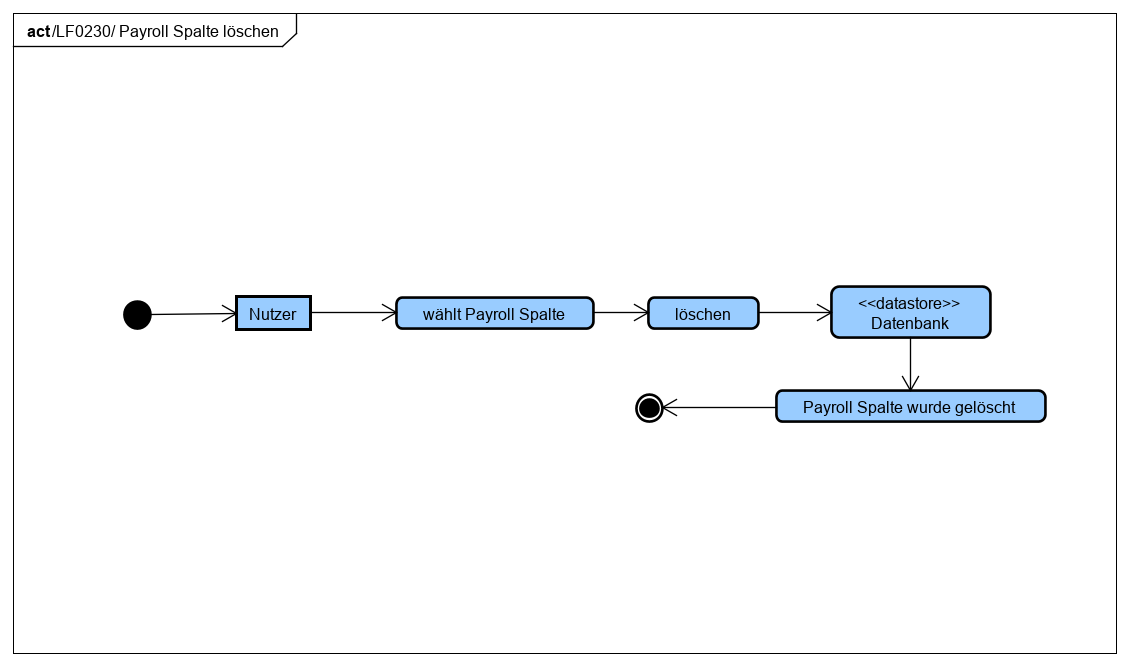 act/LF0230/ Payroll Spalte löschen
Nutzer
wählt Payroll Spalte
löschen
<<datastore>>
Datenbank
Payroll Spalte wurde gelöscht